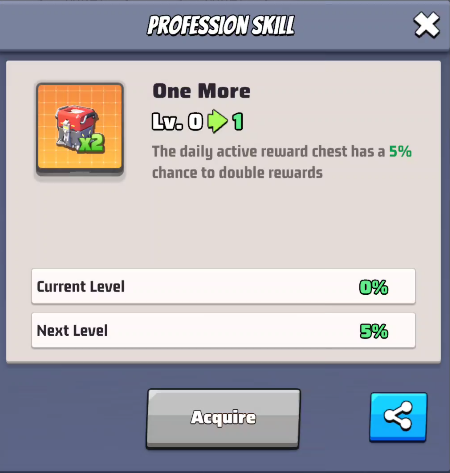 PROFESSION SKILL
One More
Lv. 0 1
The daily active reward chest has a 5%
chance to double rewards
x2
Current Level 0%
Next Level 5%
Acquire